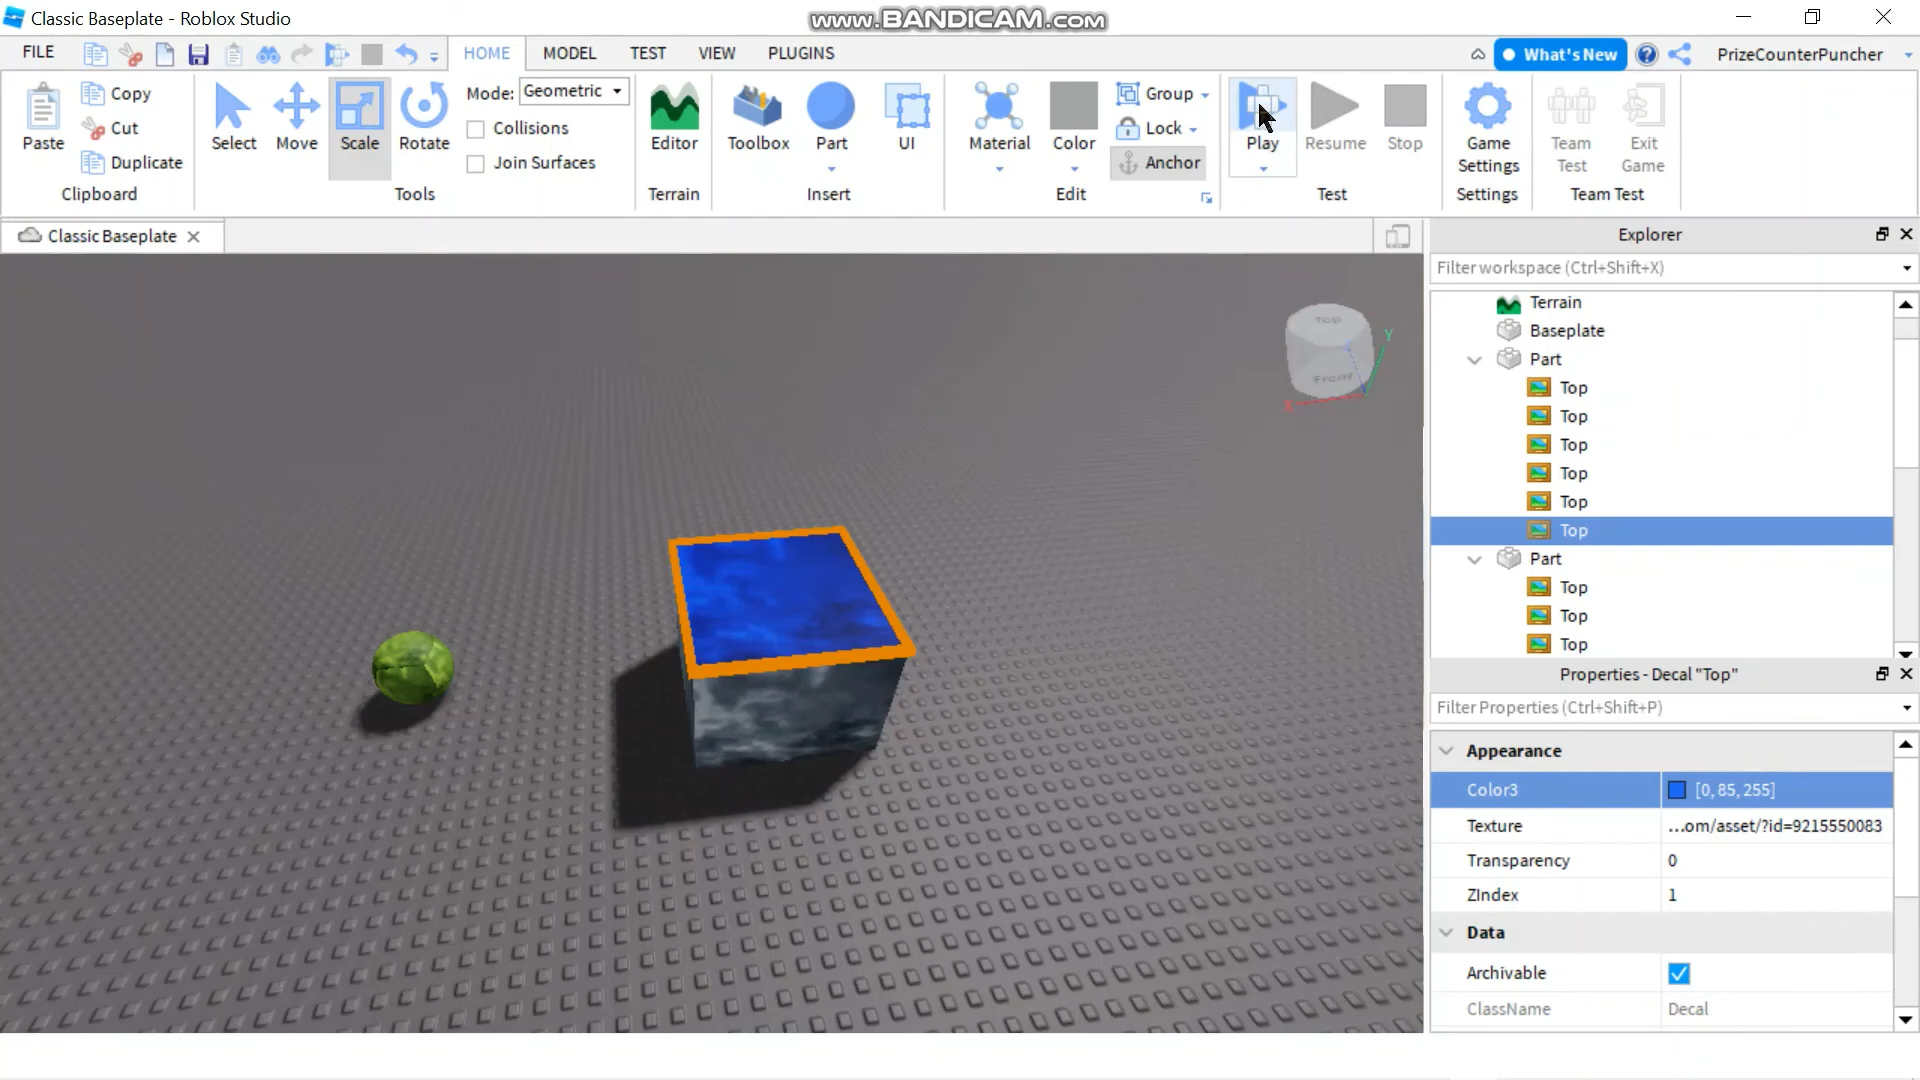 Classic Baseplate - Roblox Studio
www.BANDICAM.com
FILE
HOME
MODEL
TEST
VIEW
PLUGINS
What's New
PrizeCounterPuncher
Paste
Copy
Cut
Duplicate
Clipboard
Select
Move
Scale
Rotate
Mode: Geometric
Collisions
Join Surfaces
Tools
Editor
Terrain
Toolbox
Part
UI
Insert
Material
Color
Group
Lock
Anchor
Edit
Play
Resume
Stop
Test
Game
Settings
Settings
Team
Test
Exit
Game
Team Test
Classic Baseplate
Top
Front
X
Y
Explorer
Filter workspace (Ctrl+Shift+X)
Terrain
Baseplate
Part
Top
Top
Top
Top
Top
Top
Part
Top
Top
Top
Properties - Decal "Top"
Filter Properties (Ctrl+Shift+P)
Appearance
Color3 [0, 85, 255]
Texture ...om/asset/?id=9215550083
Transparency 0
ZIndex 1
Data
Archivable
ClassName Decal